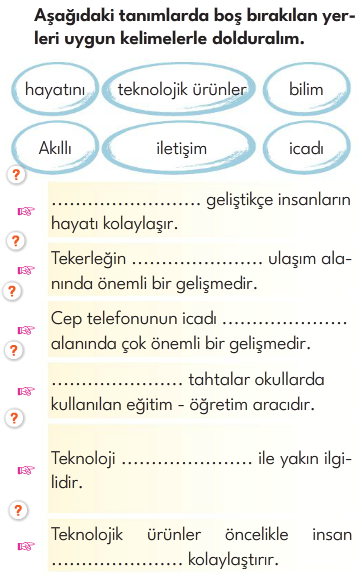 Aşağıdaki tanımlarda boş bırakılan yer-
leri uygun kelimelerle dolduralım.
hayatını teknolojik ürünler bilim
Akıllı iletişim icadı
?
☞ ............................ geliştikçe insanların
hayatı kolaylaşır.
?
☞ Tekerleğin ........................ ulaşım ala-
nında önemli bir gelişmedir.
?
☞ Cep telefonunun icadı .......................
alanında çok önemli bir gelişmedir.
?
☞ ........................ tahtalar okullarda
kullanılan eğitim - öğretim aracıdır.
?
☞ Teknoloji ........................ ile yakın ilgi-
lidir.
?
☞ Teknolojik ürünler öncelikle insan
........................ kolaylaştırır.